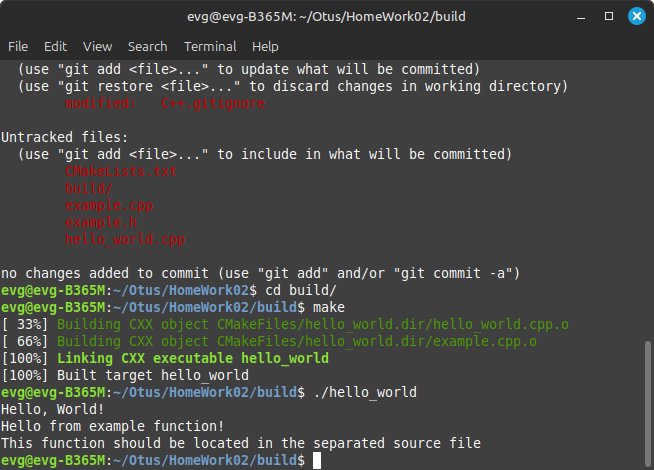 evg@evg-B365M: ~/Otus/HomeWork02/build
File Edit View Search Terminal Help
(use "git add <file>..." to update what will be committed)
(use "git restore <file>..." to discard changes in working directory)
modified: C++.gitignore
Untracked files:
(use "git add <file>..." to include in what will be committed)
CMakeLists.txt
build/
example.cpp
example.h
hello_world.cpp
no changes added to commit (use "git add" and/or "git commit -a")
evg@evg-B365M:~/Otus/HomeWork02$ cd build/
evg@evg-B365M:~/Otus/HomeWork02/build$ make
[ 33%] Building CXX object CMakeFiles/hello_world.dir/hello_world.cpp.o
[ 66%] Building CXX object CMakeFiles/hello_world.dir/example.cpp.o
[100%] Linking CXX executable hello_world
[100%] Built target hello_world
evg@evg-B365M:~/Otus/HomeWork02/build$ ./hello_world
Hello, World!
Hello from example function!
This function should be located in the separated source file
evg@evg-B365M:~/Otus/HomeWork02/build$